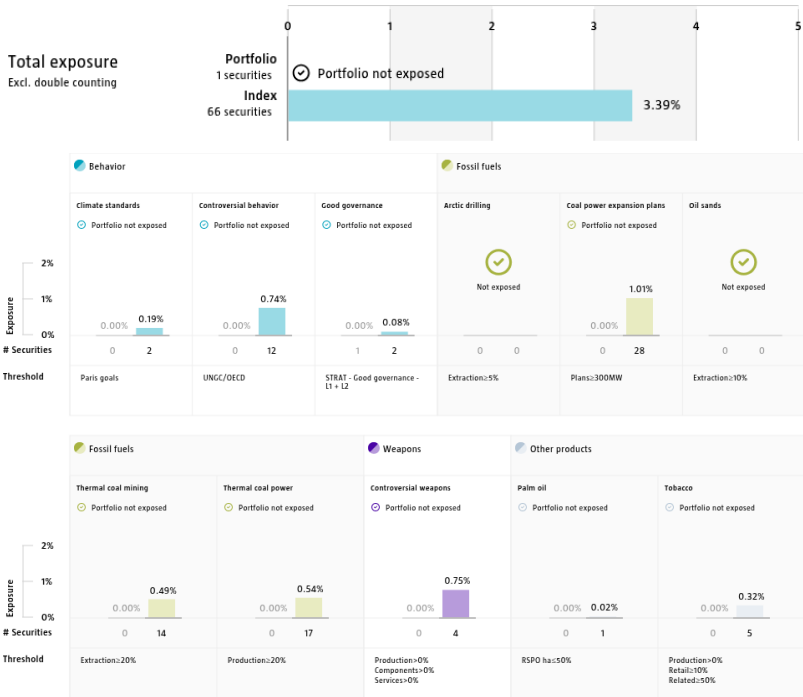 0 1 2 3 4 5
Total exposure
Excl. double counting
Portfolio
1 securities
Portfolio not exposed
Index
66 securities
3.39%
Behavior
Fossil fuels
Climate standards
Controversial behavior
Good governance
Arctic drilling
Coal power expansion plans
Oil sands
Portfolio not exposed
Portfolio not exposed
Portfolio not exposed
Portfolio not exposed
Not exposed
Not exposed
Exposure
2%
1%
0%
0.00% 0.19%
0.00% 0.74%
0.00% 0.08%
0.00% 1.01%
# Securities
0 2
0 12
1 2
0 0
0 28
0 0
Threshold
Paris goals
UNGC/OECD
STRAT - Good governance -
L1 + L2
Extraction≥5%
Plans≥300MW
Extraction≥10%
Fossil fuels
Weapons
Other products
Thermal coal mining
Thermal coal power
Controversial weapons
Palm oil
Tobacco
Portfolio not exposed
Portfolio not exposed
Portfolio not exposed
Portfolio not exposed
Portfolio not exposed
Exposure
2%
1%
0%
0.00% 0.49%
0.00% 0.54%
0.00% 0.75%
0.00% 0.02%
0.00% 0.32%
# Securities
0 14
0 17
0 4
0 1
0 5
Threshold
Extraction≥20%
Production≥20%
Production>0%
Components>0%
Services>0%
RSPO ha≤50%
Production>0%
Retail≥10%
Related≥50%